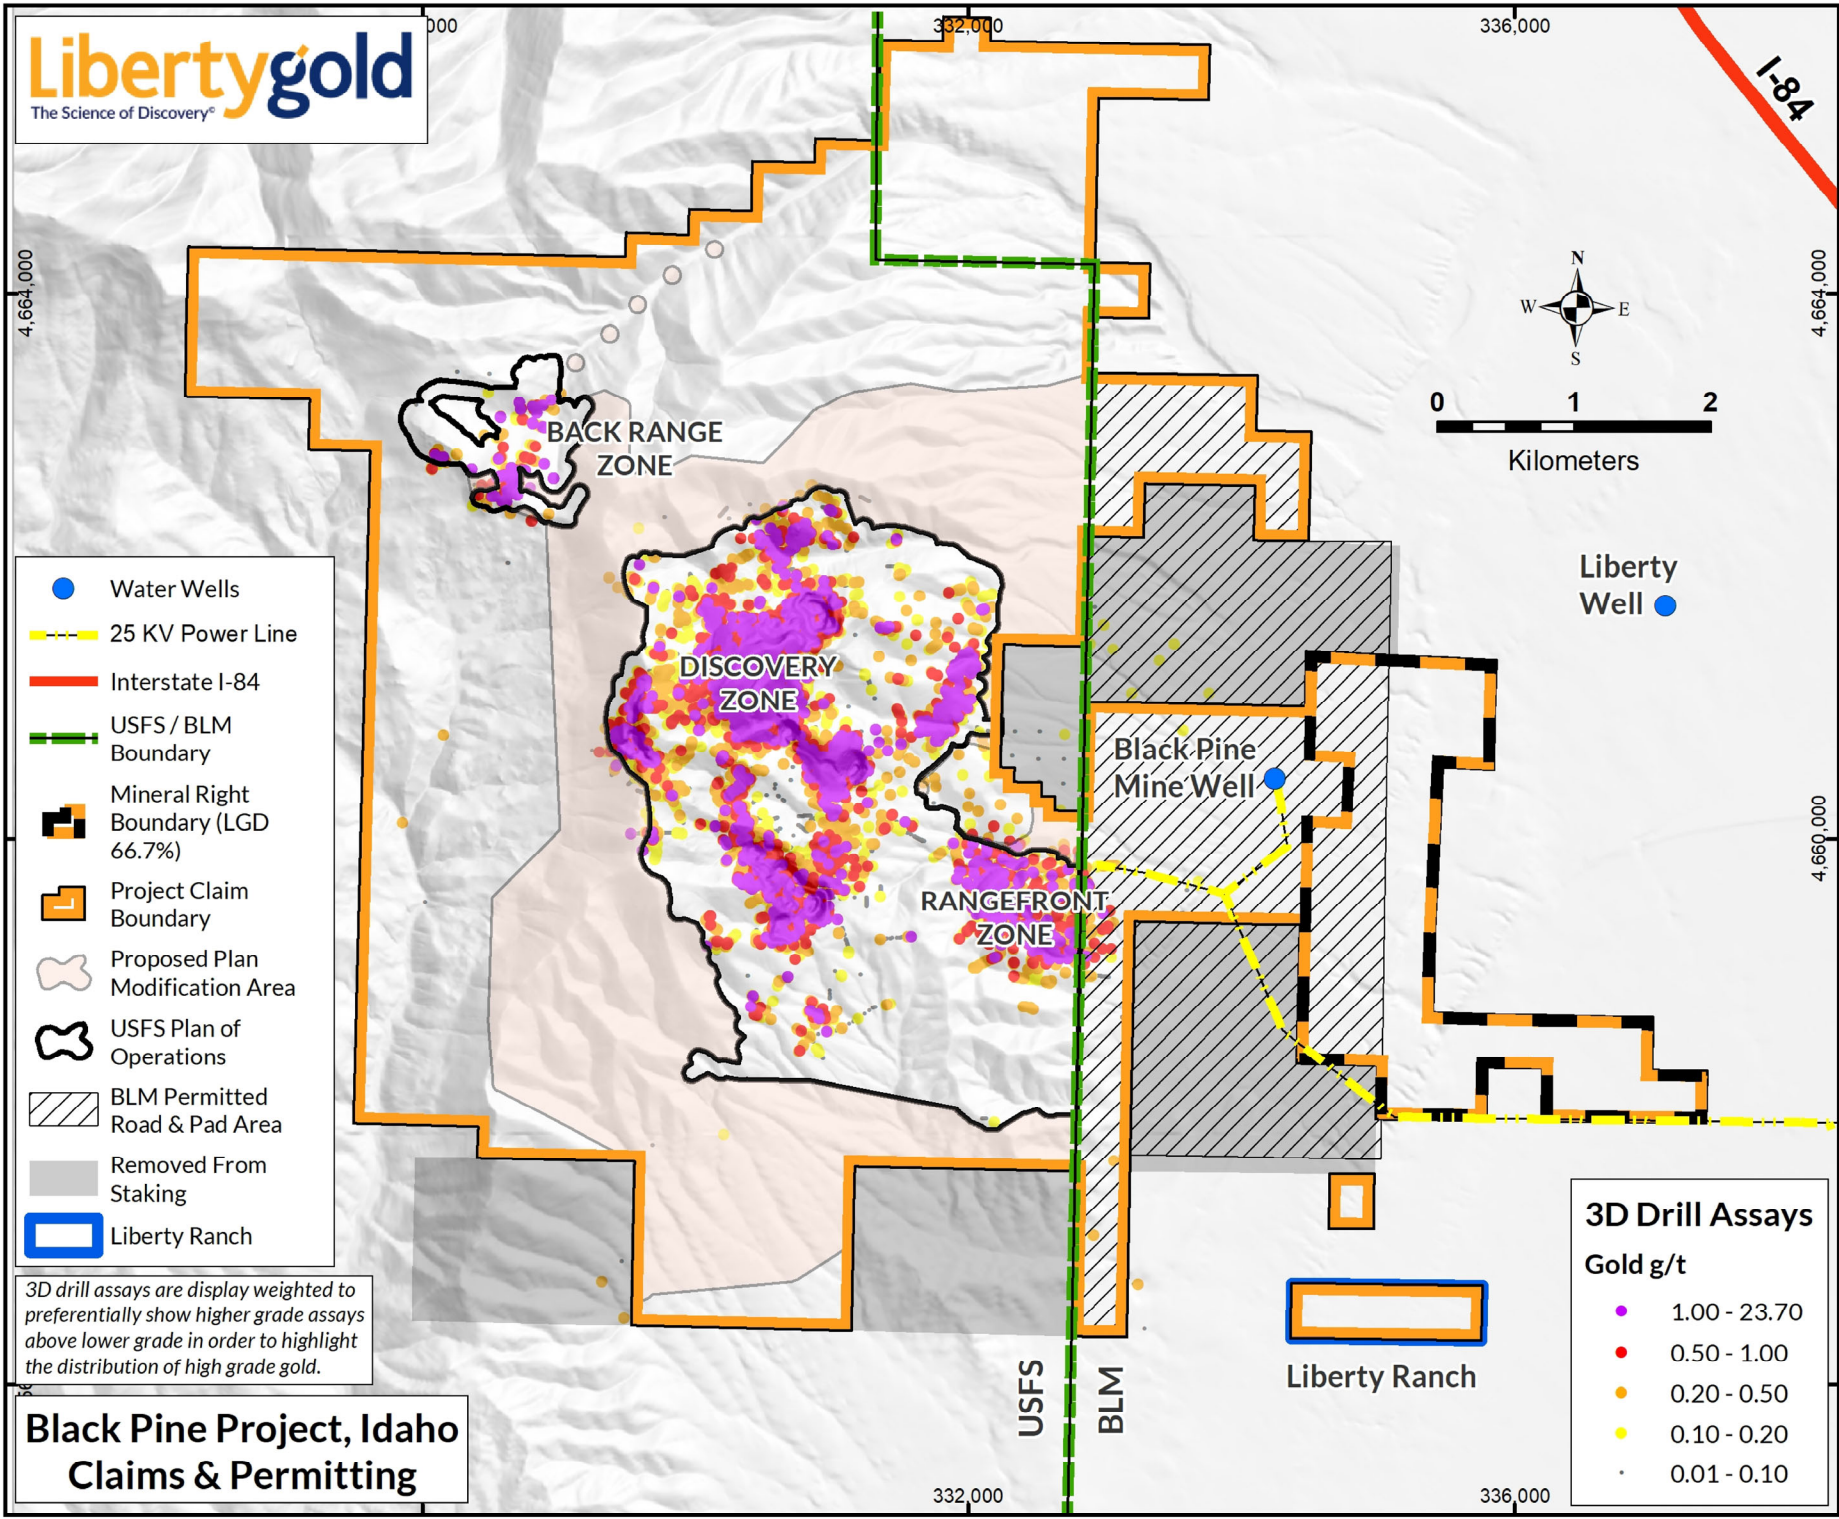 Libertygold
The Science of Discovery©
000
332,000
336,000
I-84
4,664,000
4,664,000
N
W
E
S
0 1 2
Kilometers
BACK RANGE
ZONE
Liberty
Well
DISCOVERY
ZONE
Black Pine
Mine Well
4,660,000
RANGEFRONT
ZONE
Water Wells
25 KV Power Line
Interstate I-84
USFS / BLM
Boundary
Mineral Right
Boundary (LGD
66.7%)
Project Claim
Boundary
Proposed Plan
Modification Area
USFS Plan of
Operations
BLM Permitted
Road & Pad Area
Removed From
Staking
Liberty Ranch
3D drill assays are display weighted to
preferentially show higher grade assays
above lower grade in order to highlight
the distribution of high grade gold.
Black Pine Project, Idaho
Claims & Permitting
USFS
BLM
Liberty Ranch
3D Drill Assays
Gold g/t
1.00 - 23.70
0.50 - 1.00
0.20 - 0.50
0.10 - 0.20
0.01 - 0.10
332,000
336,000